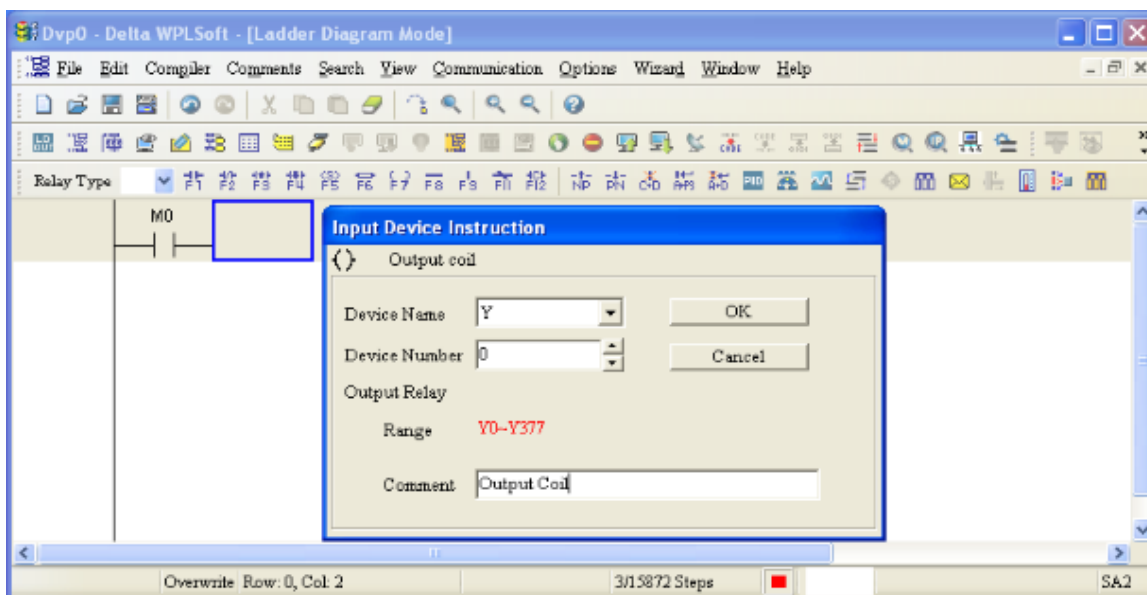 Dvp0 - Delta WPLSoft - [Ladder Diagram Mode]
File Edit Compiler Comments Search View Communication Options Wizard Window Help
Relay Type
M0
Input Device Instruction
( ) Output coil
Device Name Y OK
Device Number 0 Cancel
Output Relay
Range Y0~Y377
Comment Output Coil
Overwrite Row: 0, Col: 2 3/15872 Steps SA2